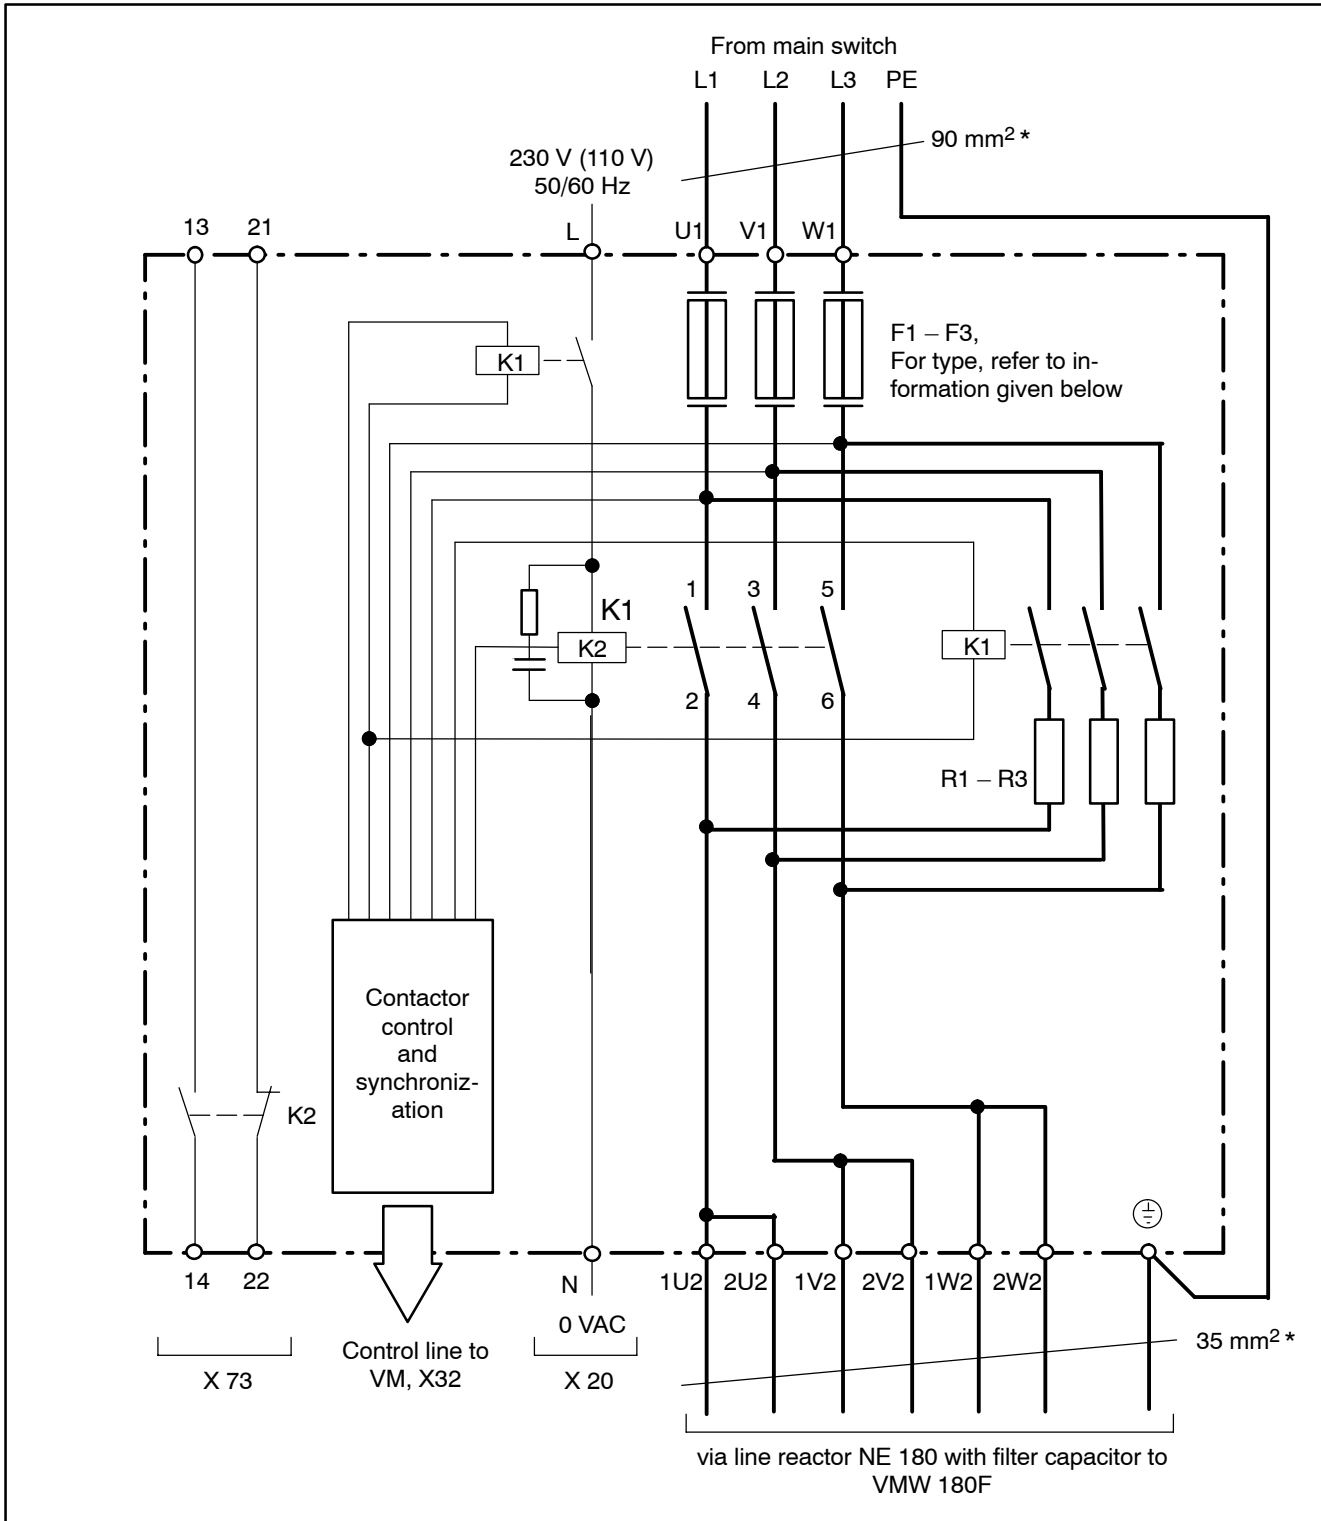 From main switch
L1 L2 L3 PE
90 mm2 *
230 V (110 V)
50/60 Hz
13 21 L U1 V1 W1
F1 – F3,
For type, refer to in-
formation given below
K1
1 3 5
K1
K2
K1
2 4 6
R1 – R3
Contactor
control
and
synchroniz-
ation
K2
14 22 N 1U2 2U2 1V2 2V2 1W2 2W2
0 VAC
35 mm2 *
Control line to
VM, X32
X 73
X 20
via line reactor NE 180 with filter capacitor to
VMW 180F